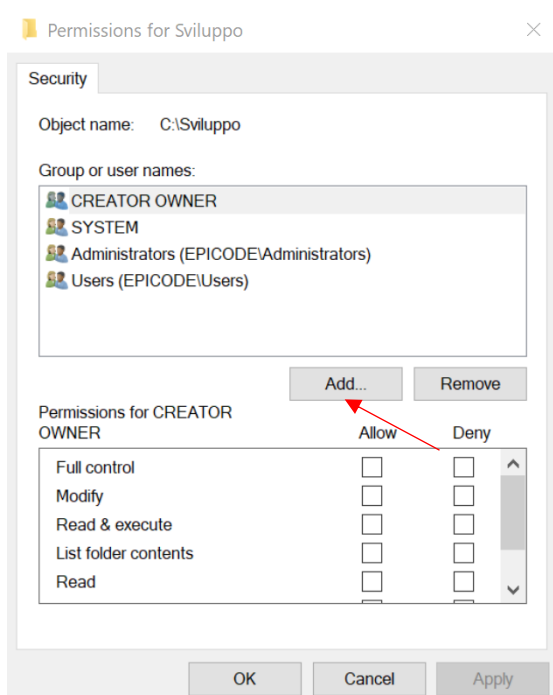 Permissions for Sviluppo
Security
Object name: C:\Sviluppo
Group or user names:
CREATOR OWNER
SYSTEM
Administrators (EPICODE\Administrators)
Users (EPICODE\Users)
Add...
Remove
Permissions for CREATOR
OWNER
Allow
Deny
Full control
Modify
Read & execute
List folder contents
Read
OK
Cancel
Apply